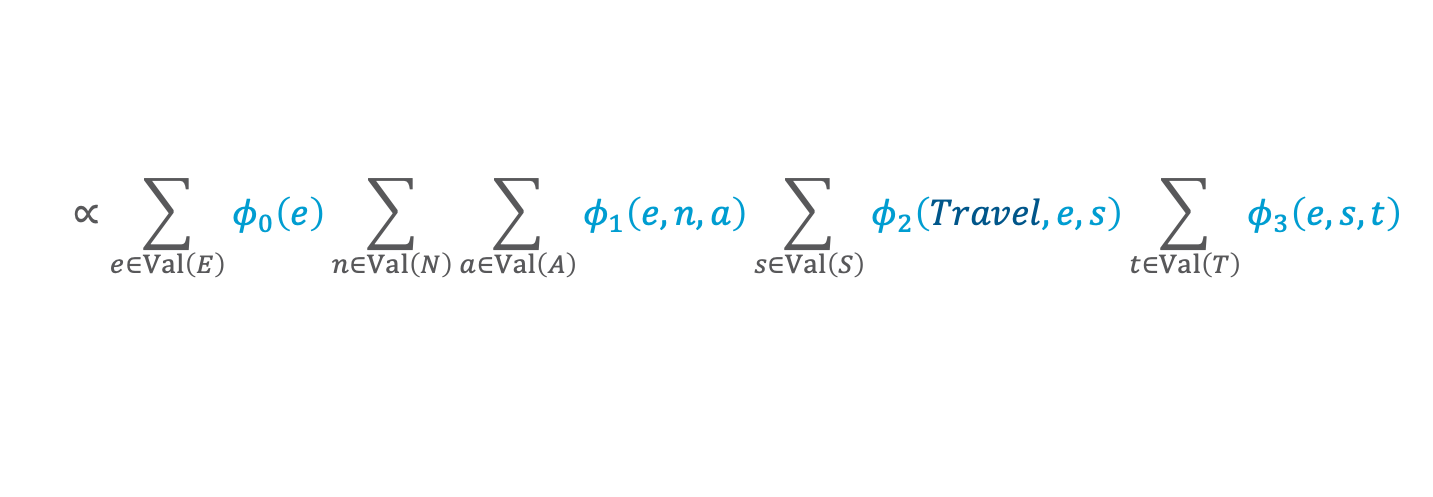 ∝ ∑ e∈Val(E) ϕ₀(e) ∑ n∈Val(N) ∑ a∈Val(A) ϕ₁(e, n, a) ∑ s∈Val(S) ϕ₂(Travel, e, s) ∑ t∈Val(T) ϕ₃(e, s, t)